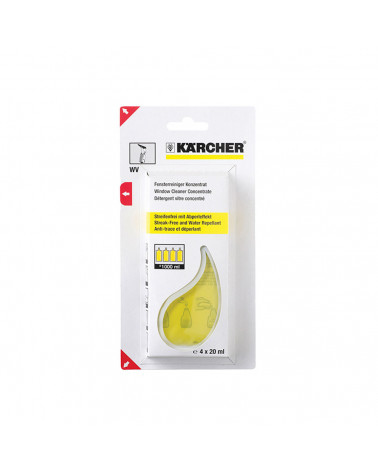 KÄRCHER
WV
Fensterreiniger Konzentrat
Window Cleaner Concentrate
Détergent vitre concentré
Streifenfrei mit Abperleffekt
Streak-Free and Water Repellent
Anti-trace et déperlant
*1000 ml
e 4 x 20 ml